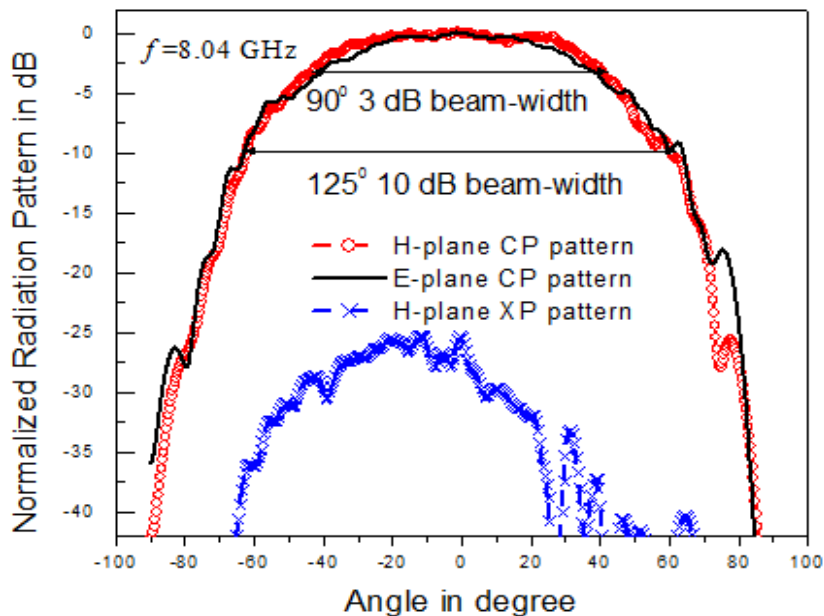 Normalized Radiation Pattern in dB
0
-5
-10
-15
-20
-25
-30
-35
-40
f=8.04 GHz
90⁰ 3 dB beam-width
125⁰ 10 dB beam-width
H-plane CP pattern
E-plane CP pattern
H-plane XP pattern
-100 -80 -60 -40 -20 0 20 40 60 80 100
Angle in degree